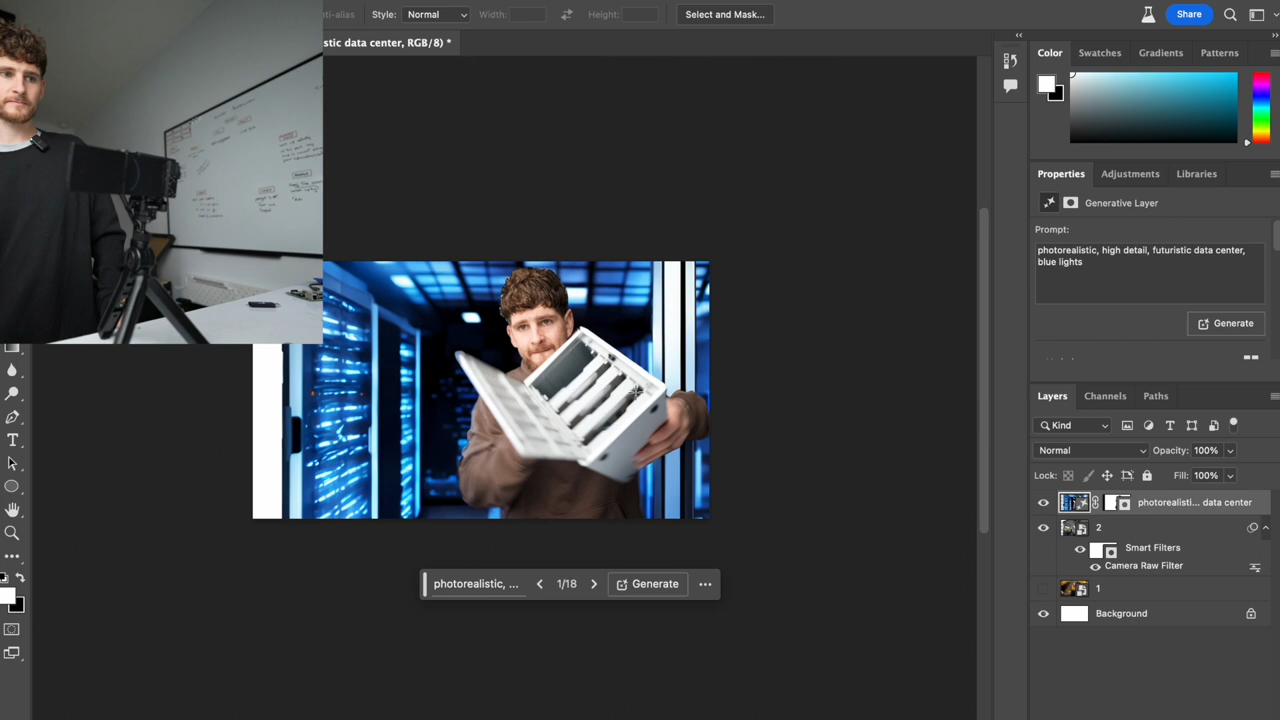 nti-alias
Style:
Normal
Width:
Height:
Select and Mask...
Share
stic data center, RGB/8) *
Color
Swatches
Gradients
Patterns
Properties
Adjustments
Libraries
Generative Layer
Prompt:
photorealistic, high detail, futuristic data center,
blue lights
Generate
Layers
Channels
Paths
Kind
Normal
Opacity: 100%
Lock:
Fill: 100%
photorealisti... data center
2
Smart Filters
Camera Raw Filter
1
Background
photorealistic, ...
1/18
Generate
...